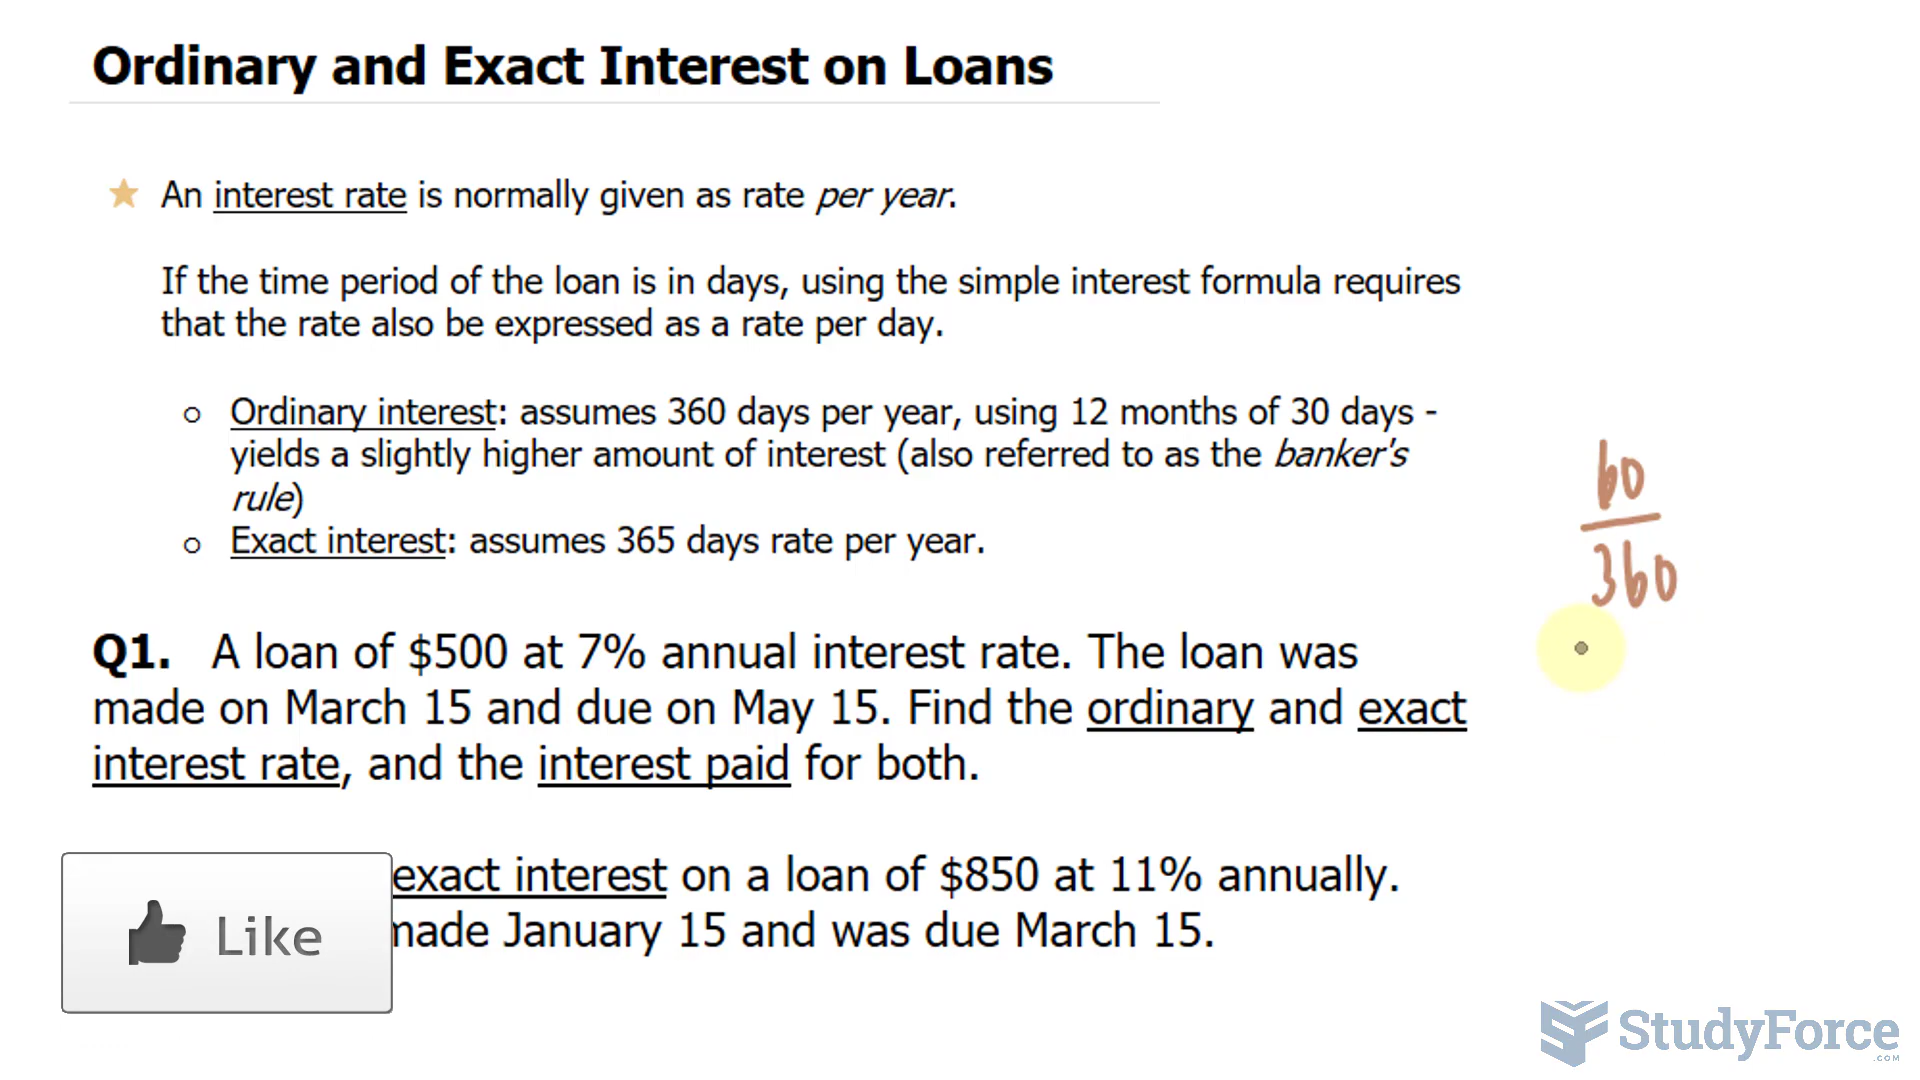 Ordinary and Exact Interest on Loans
An interest rate is normally given as rate per year.
If the time period of the loan is in days, using the simple interest formula requires
that the rate also be expressed as a rate per day.
Ordinary interest: assumes 360 days per year, using 12 months of 30 days -
yields a slightly higher amount of interest (also referred to as the banker's
rule)
Exact interest: assumes 365 days rate per year.
60
360
Q1. A loan of $500 at 7% annual interest rate. The loan was
made on March 15 and due on May 15. Find the ordinary and exact
interest rate, and the interest paid for both.
exact interest on a loan of $850 at 11% annually.
made January 15 and was due March 15.
Like
StudyForce
.COM